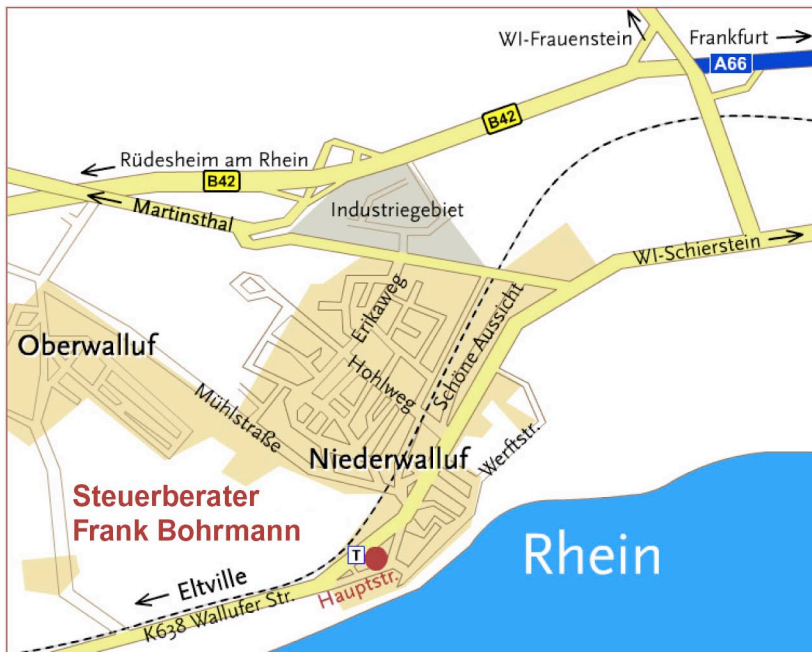 WI-Frauenstein
Frankfurt
A66
B42
Rüdesheim am Rhein
B42
Martinsthal
Industriegebiet
WI-Schierstein
Erikaweg
Schöne Aussicht
Oberwalluf
Hohlweg
Mühlstraße
Niederwalluf
Werftstr.
Steuerberater
Frank Bohrmann
Rhein
T
Eltville
Hauptstr.
K638 Wallufer Str.